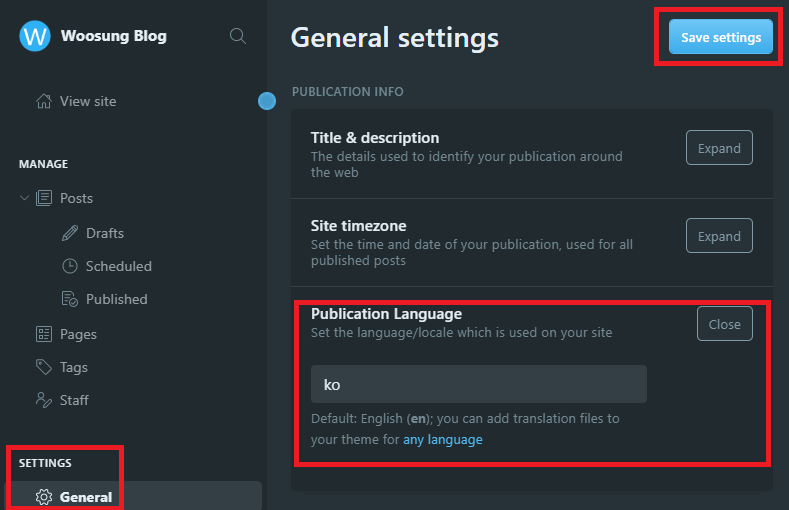 W
Woosung Blog
View site
MANAGE
Posts
Drafts
Scheduled
Published
Pages
Tags
Staff
SETTINGS
General
General settings
Save settings
PUBLICATION INFO
Title & description
The details used to identify your publication around
the web
Expand
Site timezone
Set the time and date of your publication, used for all
published posts
Expand
Publication Language
Set the language/locale which is used on your site
Close
ko
Default: English (en); you can add translation files to
your theme for any language